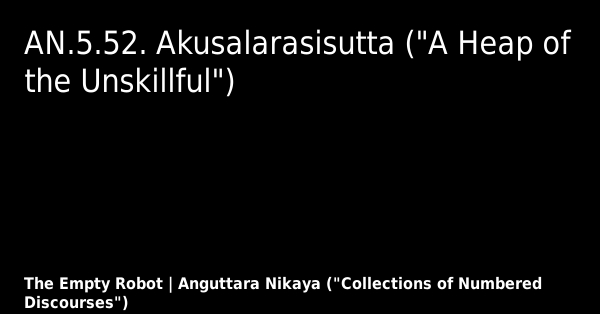 AN.5.52. Akusalarasisutta ("A Heap of
the Unskillful")
The Empty Robot | Anguttara Nikaya ("Collections of Numbered
Discourses")